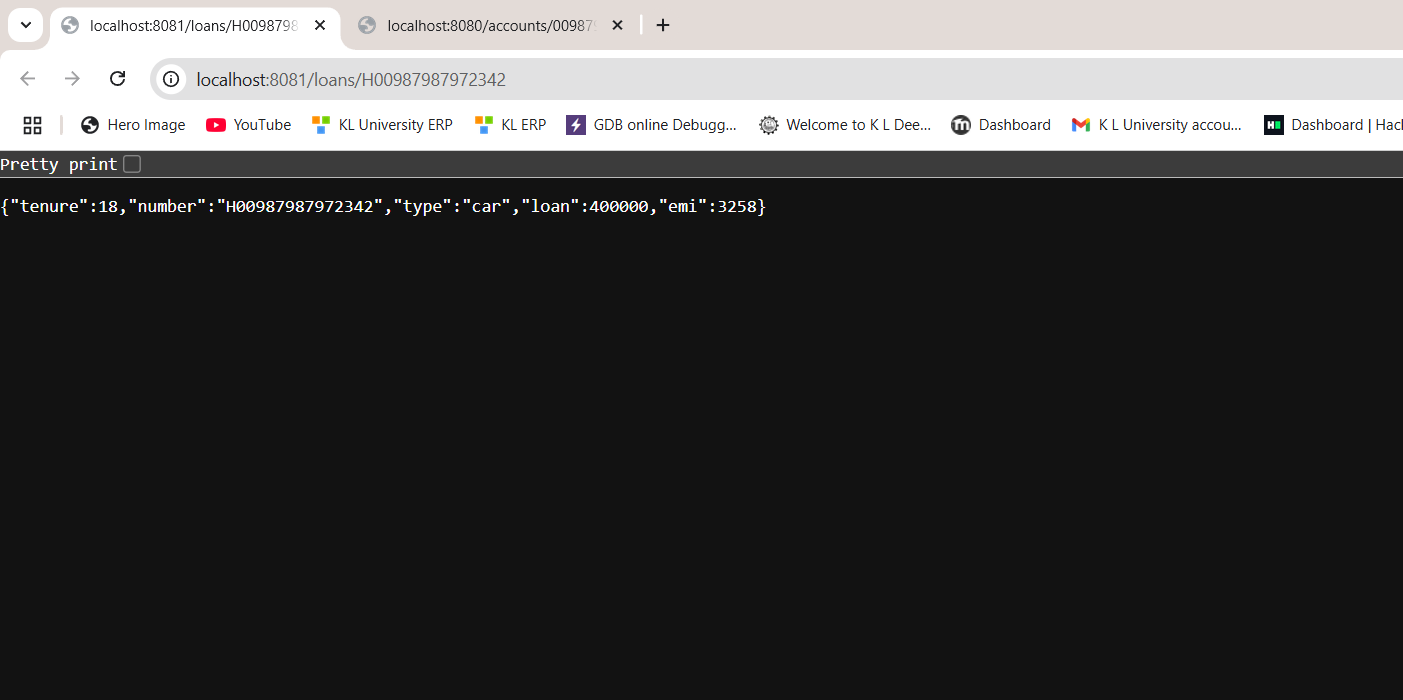 localhost:8081/loans/H0098798 localhost:8080/accounts/00987
localhost:8081/loans/H00987987972342
Hero Image YouTube KL University ERP KL ERP GDB online Debugg... Welcome to K L Dee... Dashboard K L University accou... Dashboard | Hac
Pretty print
{"tenure":18,"number":"H00987987972342","type":"car","loan":400000,"emi":3258}